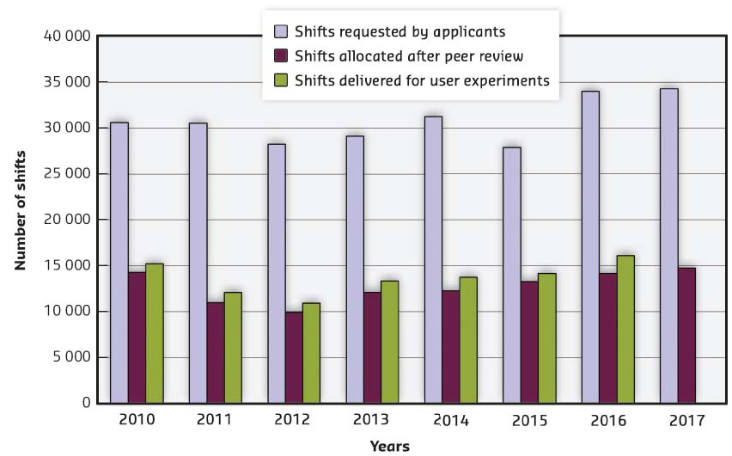 Shifts requested by applicants
Shifts allocated after peer review
Shifts delivered for user experiments
40 000
35 000
30 000
25 000
20 000
15 000
10 000
5 000
0
Number of shifts
2010 2011 2012 2013 2014 2015 2016 2017
Years